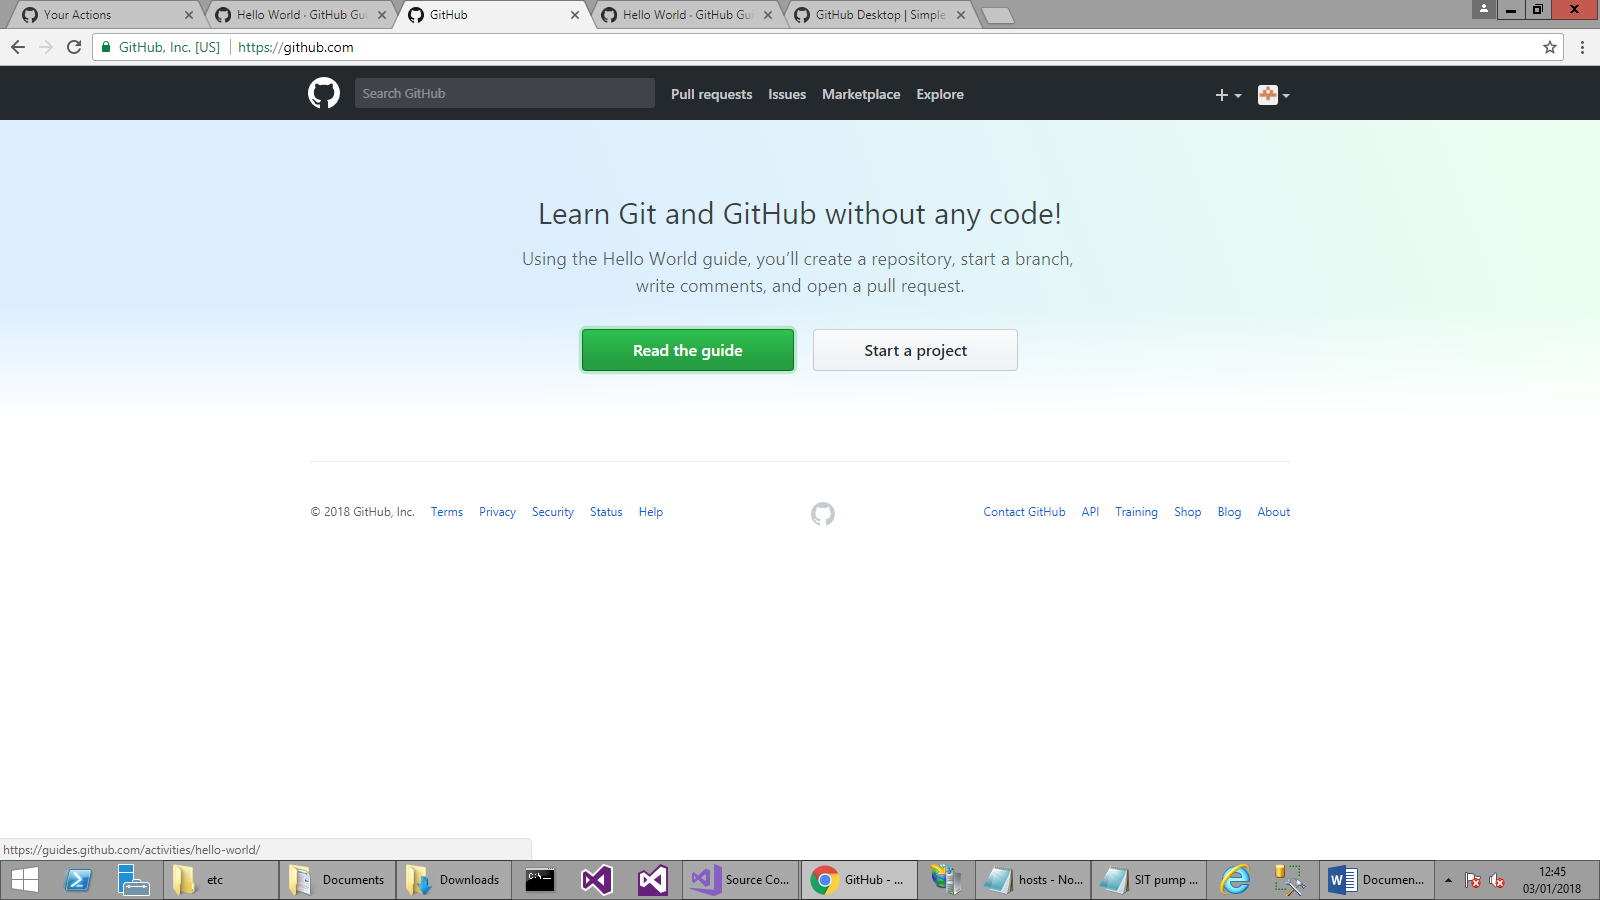 Your Actions
Hello World · GitHub Gui
GitHub
Hello World - GitHub Gui
GitHub Desktop | Simple
GitHub, Inc. [US]
https://github.com
Search GitHub
Pull requests
Issues
Marketplace
Explore
Learn Git and GitHub without any code!
Using the Hello World guide, you’ll create a repository, start a branch,
write comments, and open a pull request.
Read the guide
Start a project
© 2018 GitHub, Inc.
Terms
Privacy
Security
Status
Help
Contact GitHub
API
Training
Shop
Blog
About
https://guides.github.com/activities/hello-world/
etc
Documents
Downloads
C:\_
Source Co...
GitHub - ...
hosts - No...
SIT pump ...
Documen...
12:45
03/01/2018